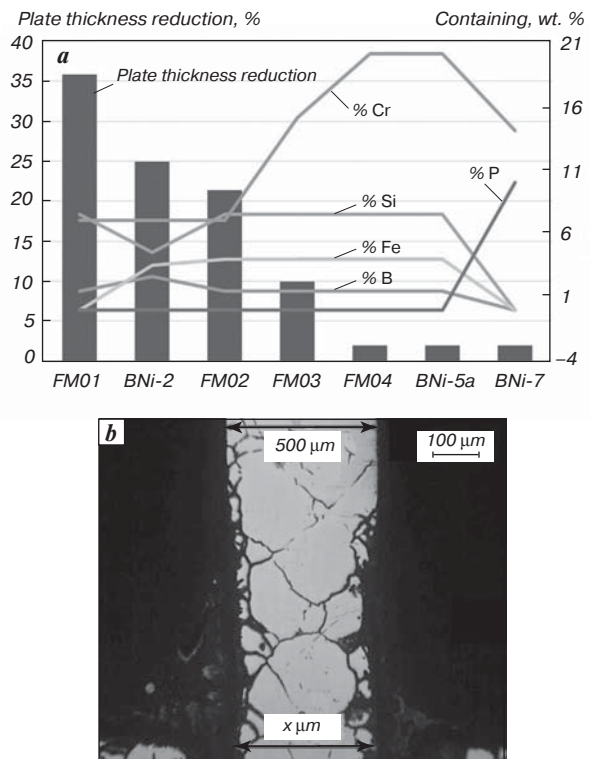 Plate thickness reduction, %
Containing, wt. %
40
35
30
25
20
15
10
5
0
21
16
11
6
1
–4
a
Plate thickness reduction
% Cr
% P
% Si
% Fe
% B
FM01 BNi-2 FM02 FM03 FM04 BNi-5a BNi-7
b
500 µm
100 µm
x µm